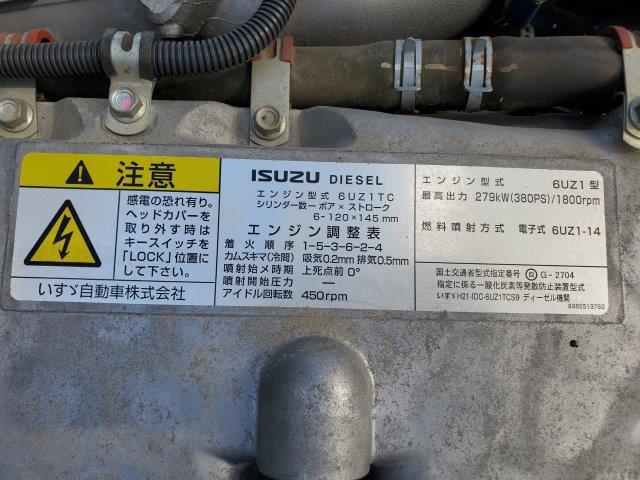 注意
感電の恐れ有り。
ヘッドカバーを
取り外す時は
キースイッチを
「LOCK」位置に
して下さい。
いすゞ自動車株式会社
ISUZU DIESEL
エンジン型式 6UZ1TC
シリンダー数－ボア×ストローク
6-120×145mm
エンジン調整表
着火順序 1-5-3-6-2-4
カムスキマ(冷間) 吸気0.2mm 排気0.5mm
噴射始メ時期 上死点前0°
噴射開始圧力 —
アイドル回転数 450rpm
エンジン型式 6UZ1型
最高出力 279kW(380PS)/1800rpm
燃料噴射方式 電子式 6UZ1-14
国土交通省型式指定番号 自 G-2704
指定に係る一酸化炭素等発散防止装置型式
いすゞH21-IDC-6UZ1TCS9 ディーゼル機関
8982513750